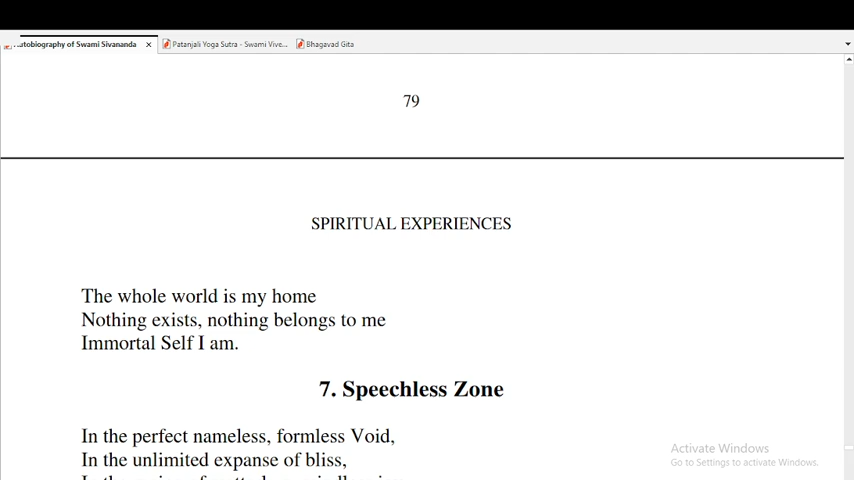 Autobiography of Swami Sivananda
Patanjali Yoga Sutra - Swami Vive...
Bhagavad Gita
79
SPIRITUAL EXPERIENCES
The whole world is my home
Nothing exists, nothing belongs to me
Immortal Self I am.
7. Speechless Zone
In the perfect nameless, formless Void,
In the unlimited expanse of bliss,
Activate Windows
Go to Settings to activate Windows.